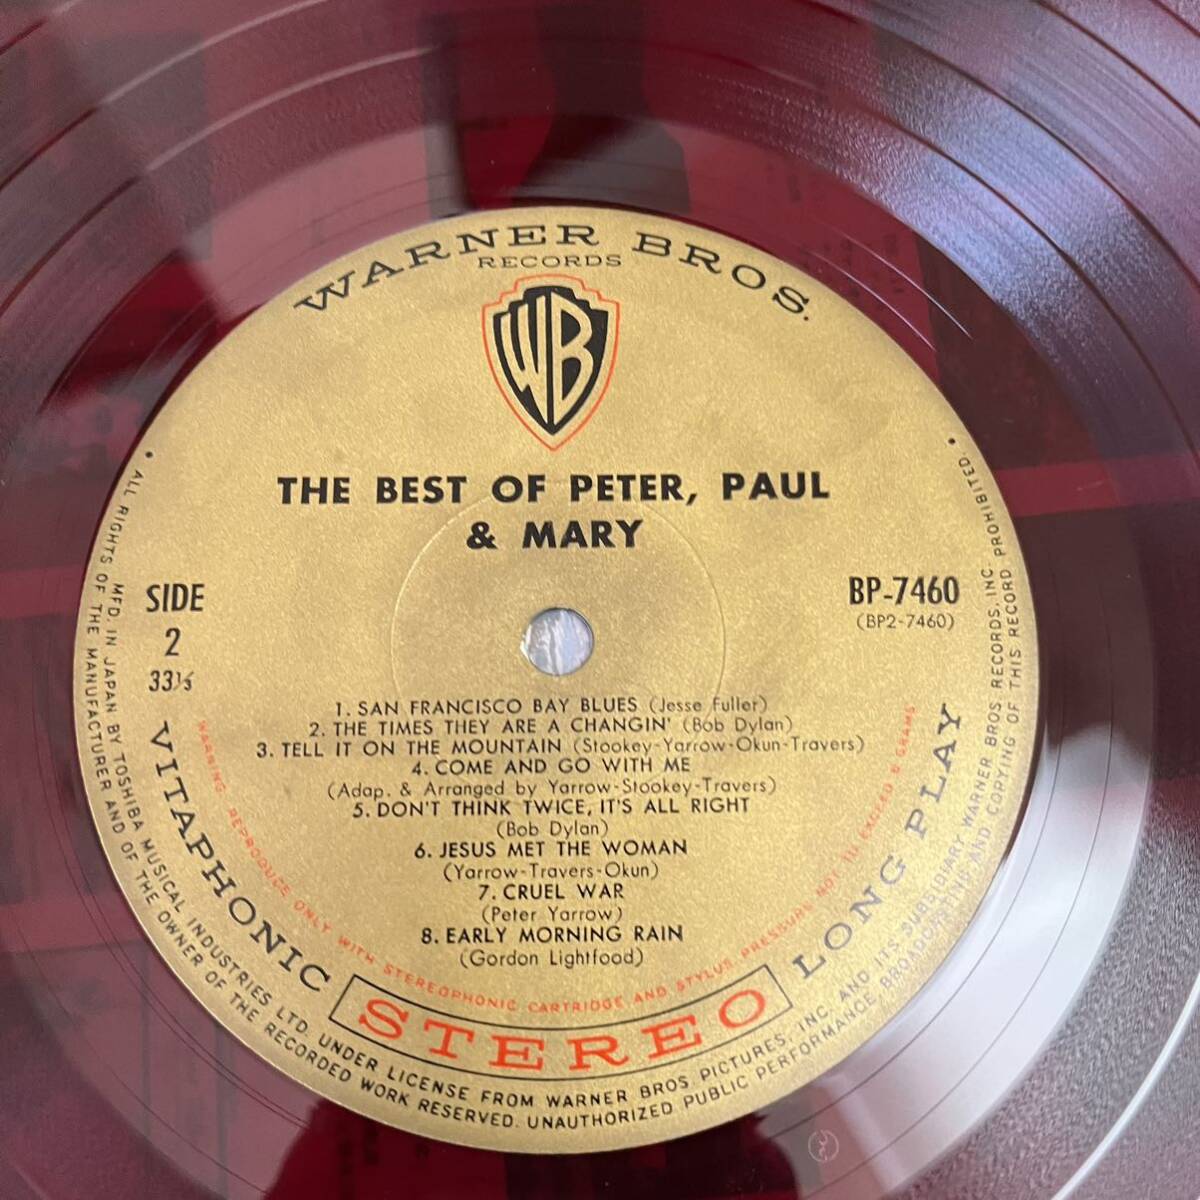 WARNER BROS.
RECORDS
WB
THE BEST OF PETER, PAUL
& MARY
SIDE
2
33⅓
BP-7460
(BP2-7460)
1. SAN FRANCISCO BAY BLUES (Jesse Fuller)
2. THE TIMES THEY ARE A CHANGIN' (Bob Dylan)
3. TELL IT ON THE MOUNTAIN (Stookey-Yarrow-Okun-Travers)
4. COME AND GO WITH ME
(Adap. & Arranged by Yarrow-Stookey-Travers)
5. DON'T THINK TWICE, IT'S ALL RIGHT
(Bob Dylan)
6. JESUS MET THE WOMAN
(Yarrow-Travers-Okun)
7. CRUEL WAR
(Peter Yarrow)
8. EARLY MORNING RAIN
(Gordon Lightfood)
WARNING, REPRODUCE ONLY WITH STEREOPHONIC CARTRIDGE AND STYLUS PRESSURE NOT TO EXCEED 6 GRAMS
VITAPHONIC STEREO LONG PLAY
MFD. IN JAPAN BY TOSHIBA MUSICAL INDUSTRIES LTD. UNDER LICENSE FROM WARNER BROS PICTURES, INC. AND ITS SUBSIDIARY WARNER BROS. RECORDS, INC.
• ALL RIGHTS OF THE MANUFACTURER AND OF THE OWNER OF THE RECORDED WORK RESERVED. UNAUTHORIZED PUBLIC PERFORMANCE BROADCASTING AND COPYING OF THIS RECORD PROHIBITED. •